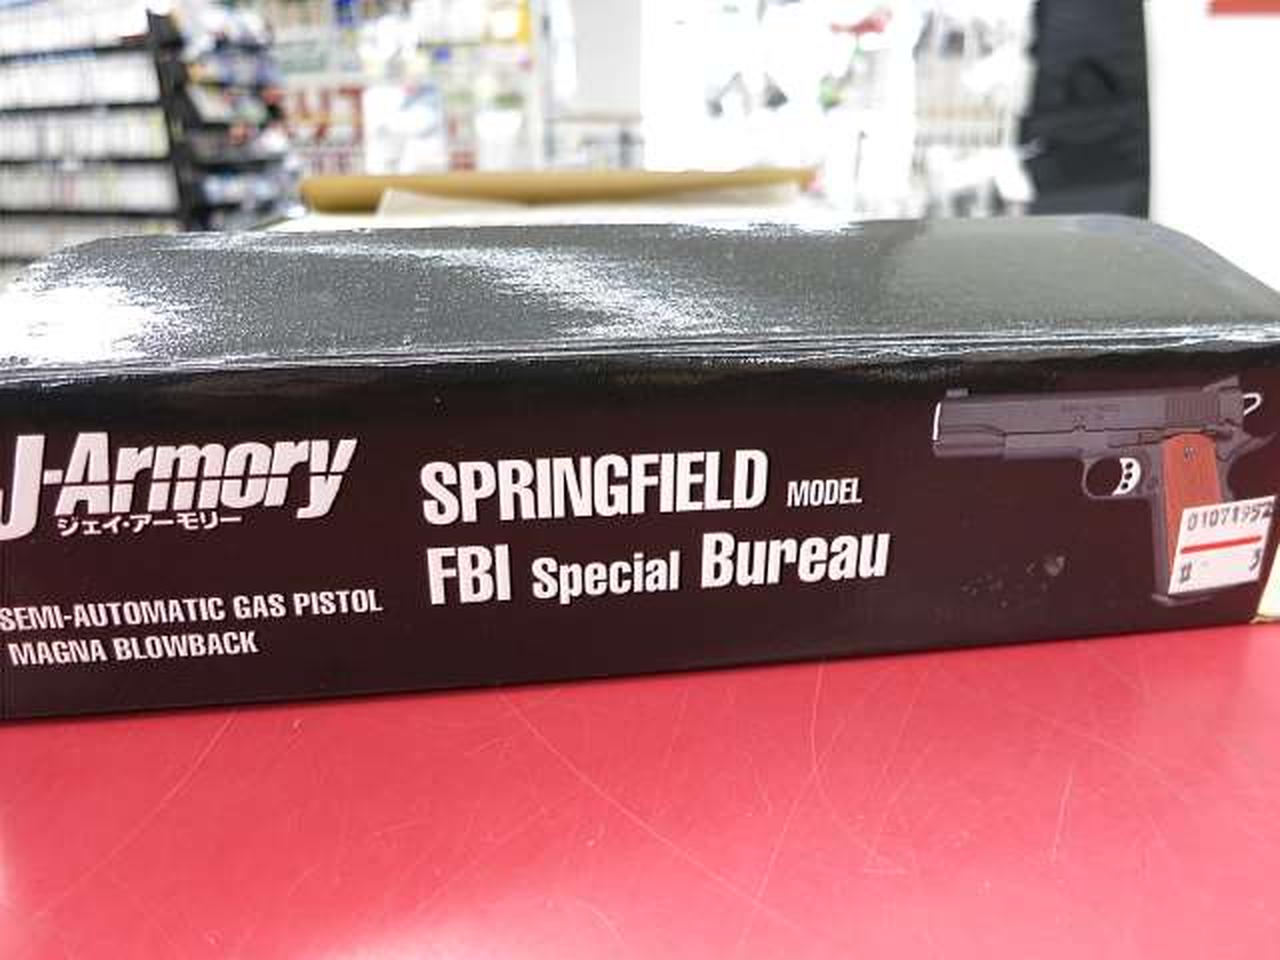 J-Armory
ジェイ・アーモリー
SEMI-AUTOMATIC GAS PISTOL
MAGNA BLOWBACK
SPRINGFIELD MODEL
FBI Special Bureau